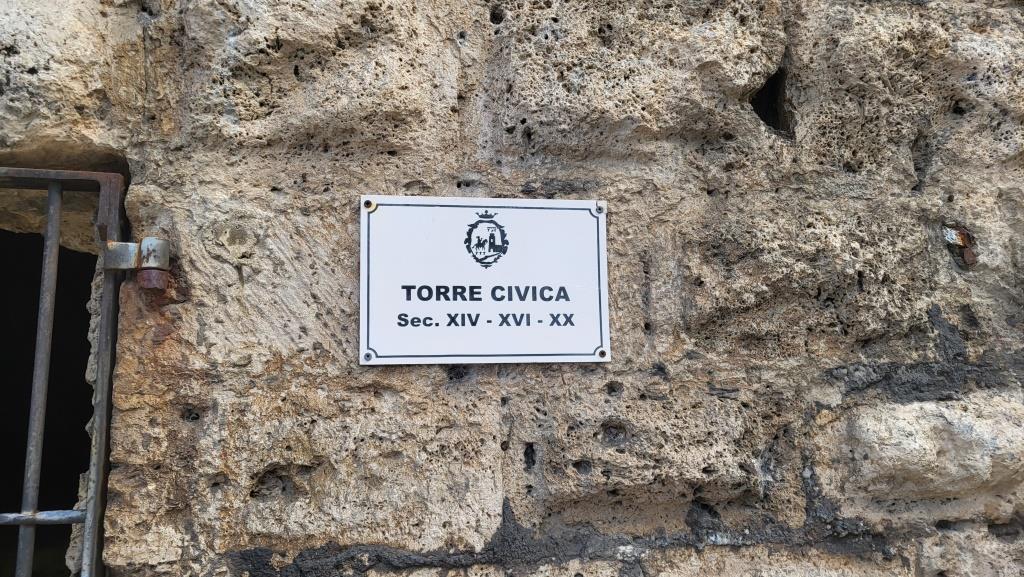 TORRE CIVICA
Sec. XIV - XVI - XX